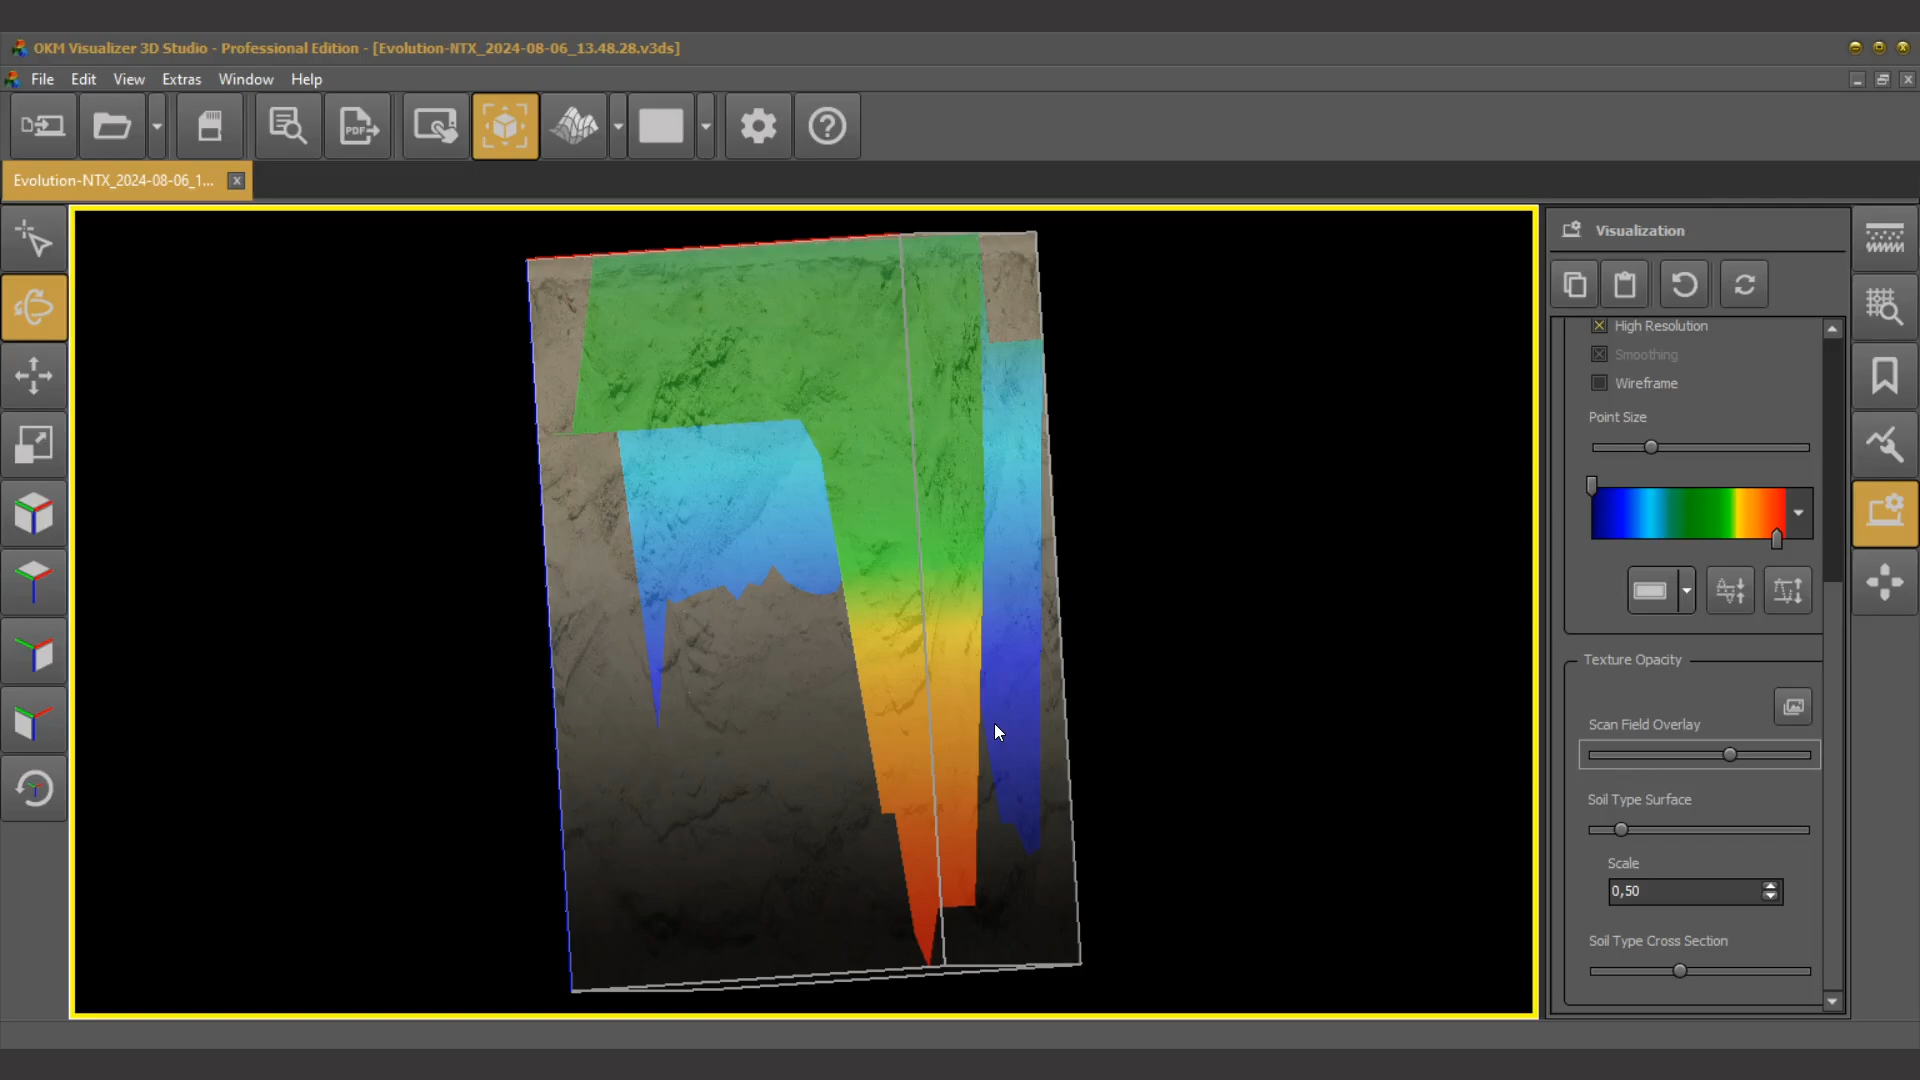 OKM Visualizer 3D Studio - Professional Edition - [Evolution-NTX_2024-08-06_13.48.28.v3ds]
File Edit View Extras Window Help
PDF
Evolution-NTX_2024-08-06_1...
Visualization
High Resolution
Smoothing
Wireframe
Point Size
Texture Opacity
Scan Field Overlay
Soil Type Surface
Scale
0,50
Soil Type Cross Section